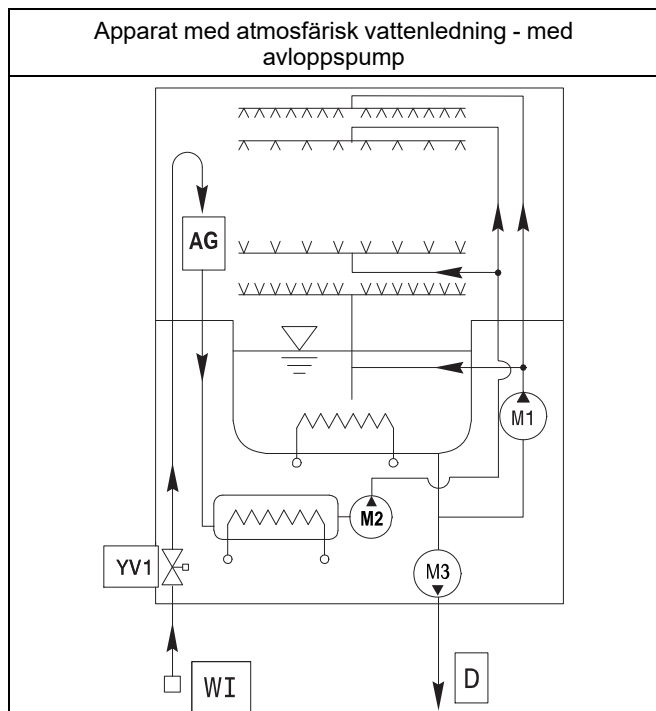 Apparat med atmosfärisk vattenledning - med
avloppspump
AG
M1
M2
YV1
M3
WI
D